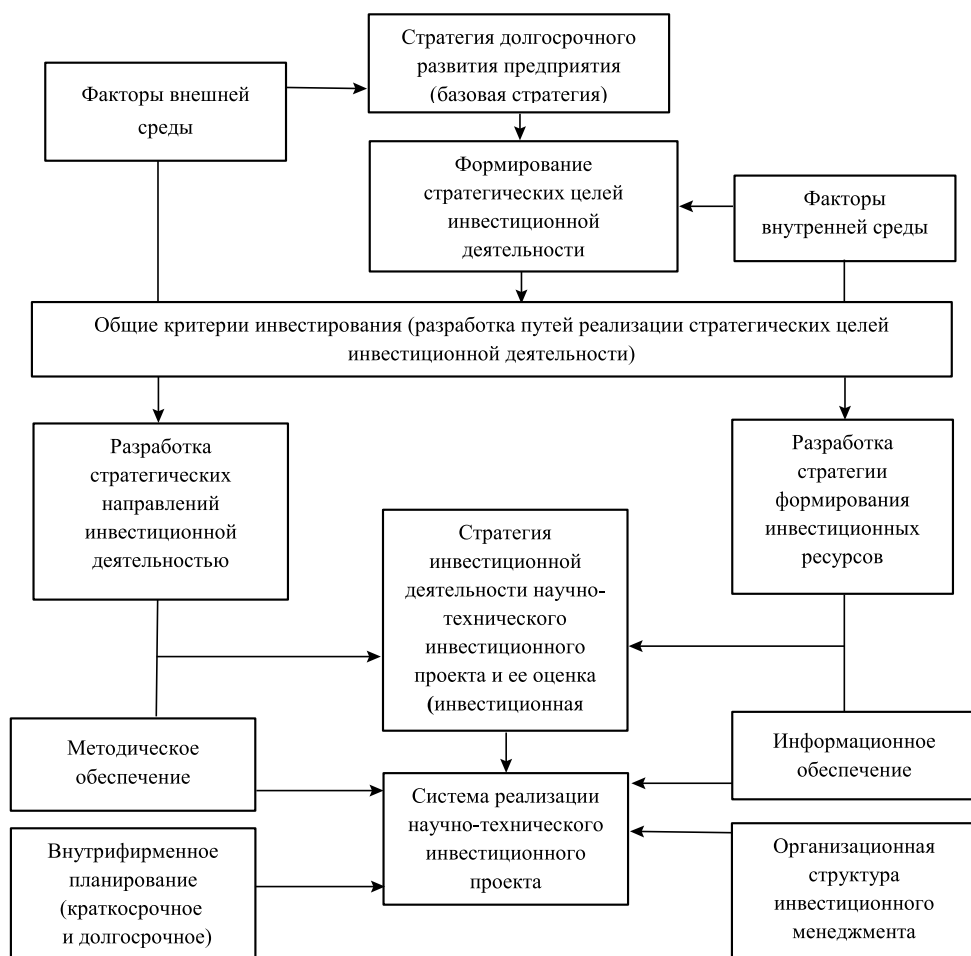 Стратегия долгосрочного
развития предприятия
(базовая стратегия)
Факторы внешней
среды
Формирование
стратегических целей
инвестиционной
деятельности
Факторы
внутренней среды
Общие критерии инвестирования (разработка путей реализации стратегических целей
инвестиционной деятельности)
Разработка
стратегических
направлений
инвестиционной
деятельностью
Разработка
стратегии
формирования
инвестиционных
ресурсов
Стратегия
инвестиционной
деятельности научно-
технического
инвестиционного
проекта и ее оценка
(инвестиционная
Методическое
обеспечение
Информационное
обеспечение
Система реализации
научно-технического
инвестиционного
проекта
Внутрифирменное
планирование
(краткосрочное
и долгосрочное)
Организационная
структура
инвестиционного
менеджмента